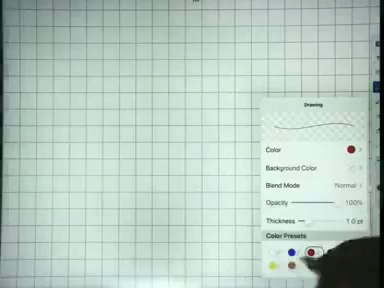 Drawing
Color
Background Color
Blend Mode Normal
Opacity 100%
Thickness 1.0 pt
Color Presets